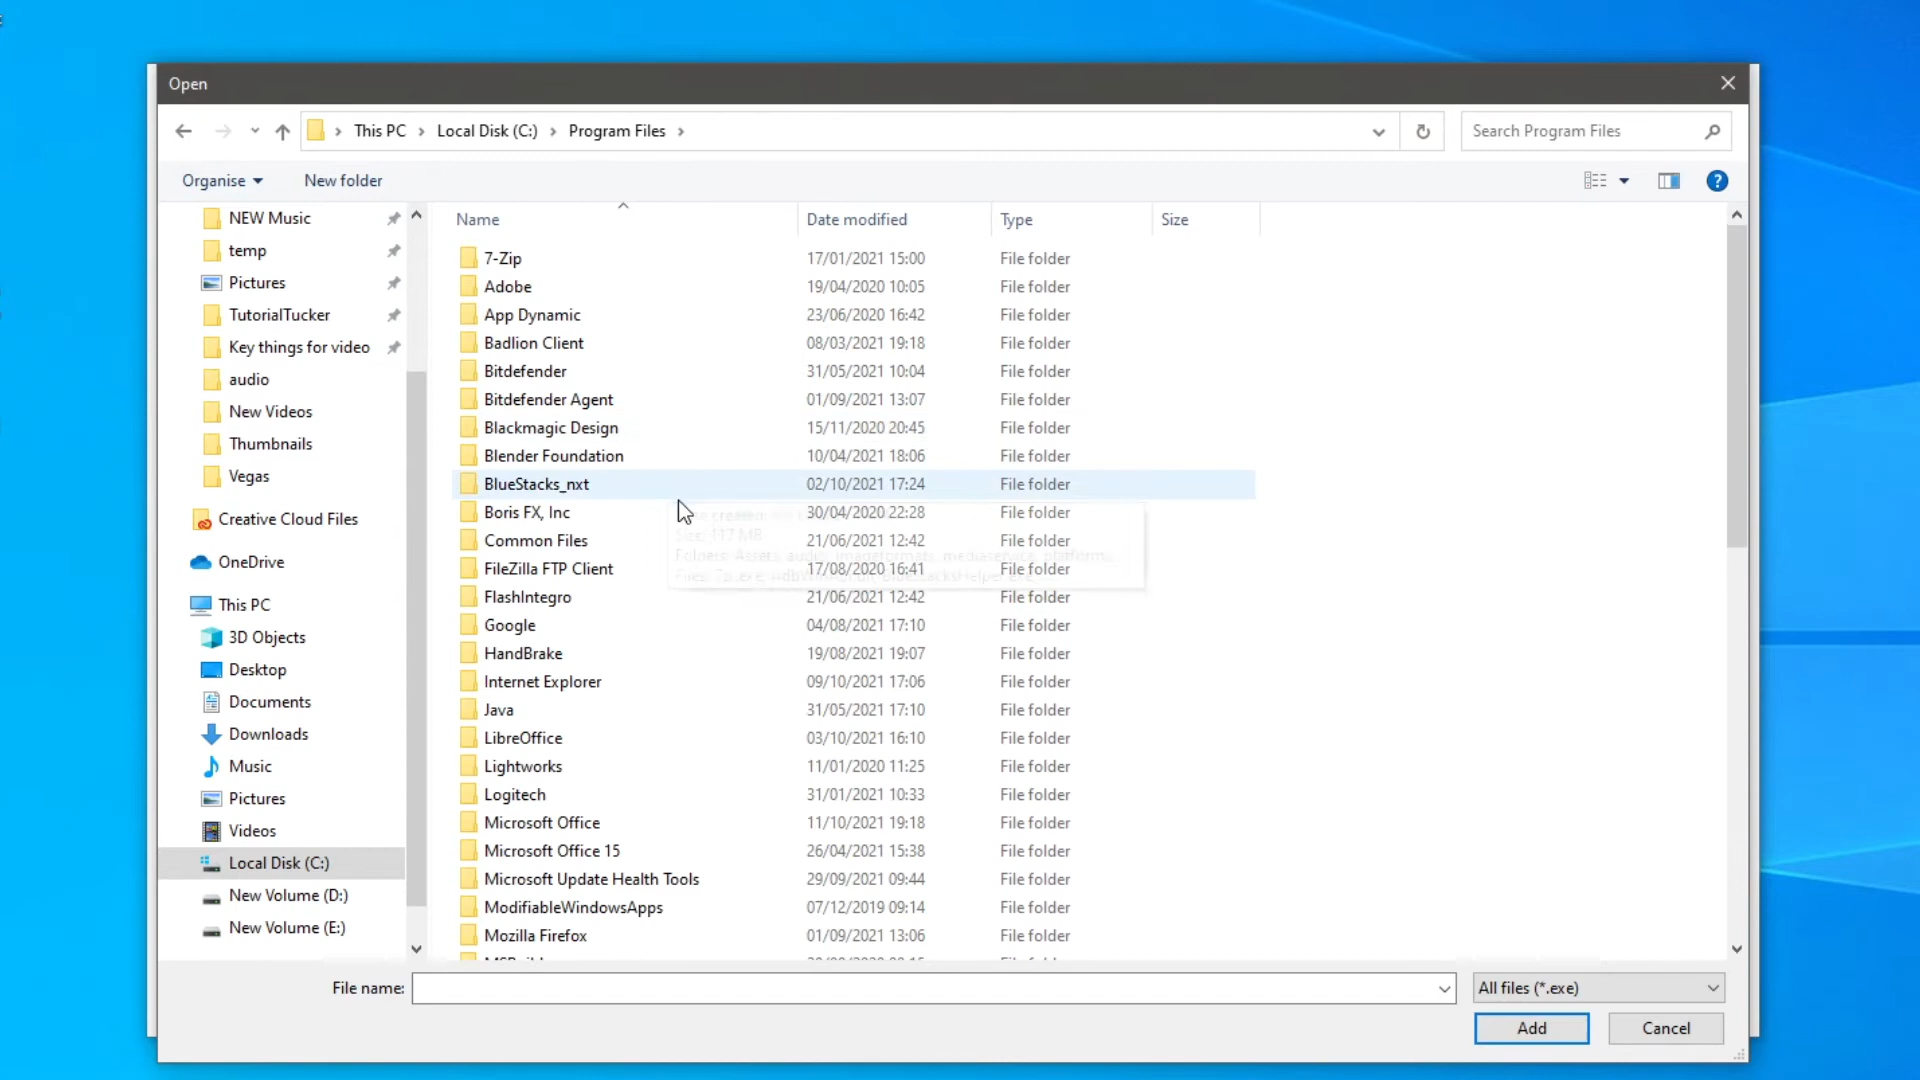 Open
This PC Local Disk (C:) Program Files
Search Program Files
Organise New folder
NEW Music
temp
Pictures
TutorialTucker
Key things for video
audio
New Videos
Thumbnails
Vegas
Creative Cloud Files
OneDrive
This PC
3D Objects
Desktop
Documents
Downloads
Music
Pictures
Videos
Local Disk (C:)
New Volume (D:)
New Volume (E:)
Name Date modified Type Size
7-Zip 17/01/2021 15:00 File folder
Adobe 19/04/2020 10:05 File folder
App Dynamic 23/06/2020 16:42 File folder
Badlion Client 08/03/2021 19:18 File folder
Bitdefender 31/05/2021 10:04 File folder
Bitdefender Agent 01/09/2021 13:07 File folder
Blackmagic Design 15/11/2020 20:45 File folder
Blender Foundation 10/04/2021 18:06 File folder
BlueStacks_nxt 02/10/2021 17:24 File folder
Boris FX, Inc 30/04/2020 22:28 File folder
Size: 117 MB
Common Files 21/06/2021 12:42 File folder
Folders: Assets, audio, imageformats, mediaservice, platform...
FileZilla FTP Client 17/08/2020 16:41 File folder
FlashIntegro 21/06/2021 12:42 File folder
Google 04/08/2021 17:10 File folder
HandBrake 19/08/2021 19:07 File folder
Internet Explorer 09/10/2021 17:06 File folder
Java 31/05/2021 17:10 File folder
LibreOffice 03/10/2021 16:10 File folder
Lightworks 11/01/2020 11:25 File folder
Logitech 31/01/2021 10:33 File folder
Microsoft Office 11/10/2021 19:18 File folder
Microsoft Office 15 26/04/2021 15:38 File folder
Microsoft Update Health Tools 29/09/2021 09:44 File folder
ModifiableWindowsApps 07/12/2019 09:14 File folder
Mozilla Firefox 01/09/2021 13:06 File folder
File name: All files (*.exe)
Add Cancel